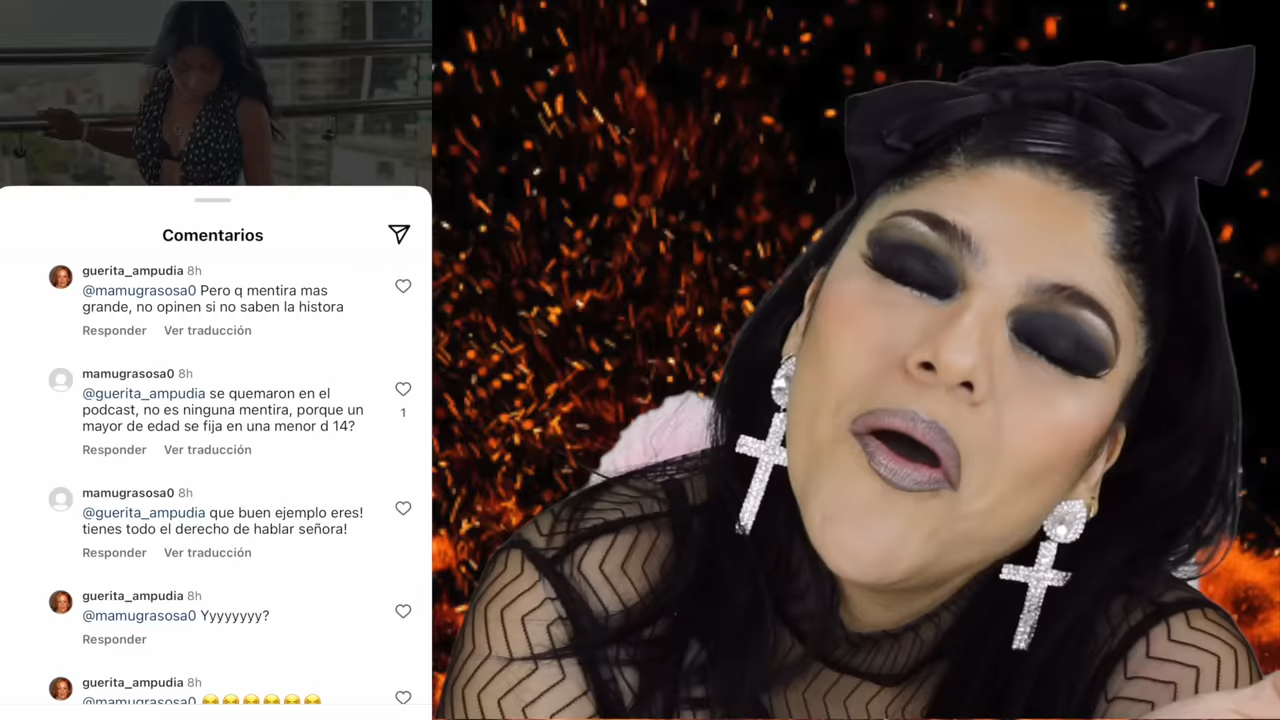 Comentarios
guerita_ampudia 8h
@mamugrasosa0 Pero q mentira mas
grande, no opinen si no saben la histora
Responder Ver traducción
mamugrasosa0 8h
@guerita_ampudia se quemaron en el
podcast, no es ninguna mentira, porque un
mayor de edad se fija en una menor d 14?
1
Responder Ver traducción
mamugrasosa0 8h
@guerita_ampudia que buen ejemplo eres!
tienes todo el derecho de hablar señora!
Responder Ver traducción
guerita_ampudia 8h
@mamugrasosa0 Yyyyyyyy?
Responder
guerita_ampudia 8h
@mamugrasosa0 😂😂😂😂😂😂